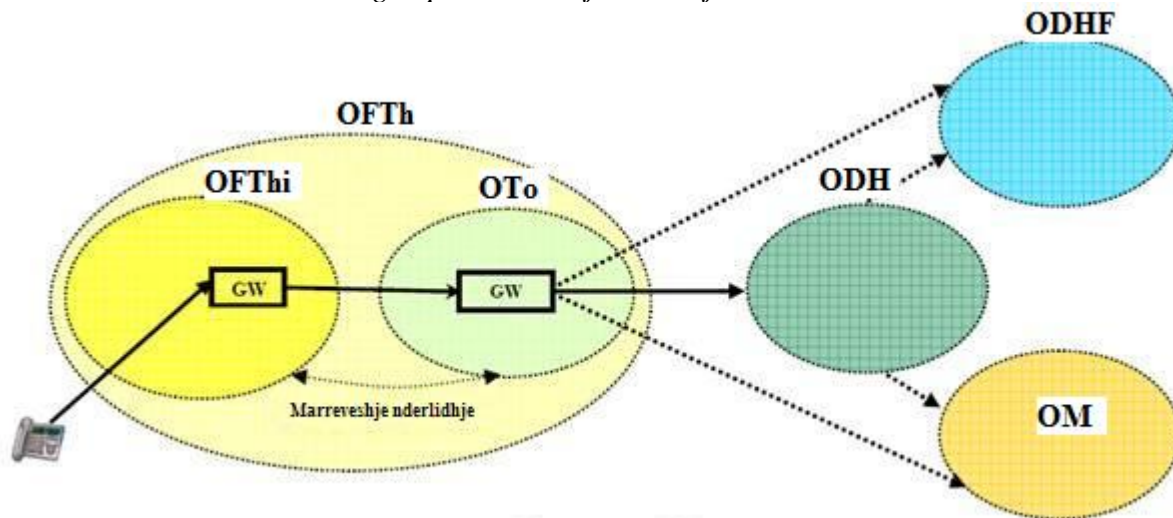 ODHF
OFTh
OFThi
OTo
ODH
GW
GW
Marreveshje nderlidhje
OM